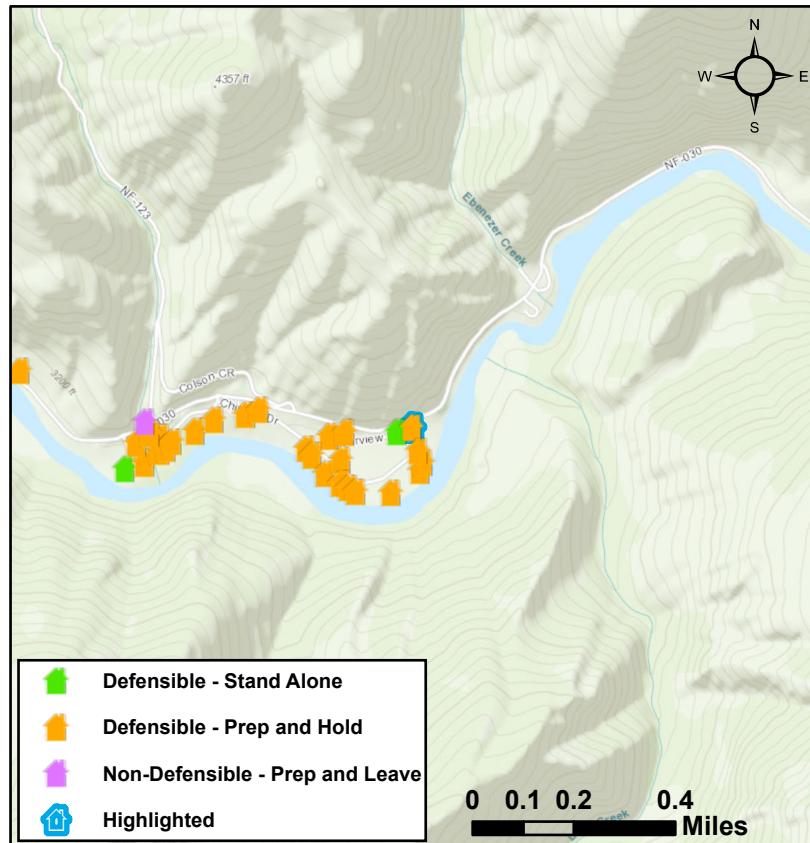 N
W E
S
4357 ft
NF-030
NF-123
Ebenezer Creek
3200 ft
Colson CR
030
Dr
rview
Defensible - Stand Alone
Defensible - Prep and Hold
Non-Defensible - Prep and Leave
Highlighted
0 0.1 0.2 0.4
Miles
Creek